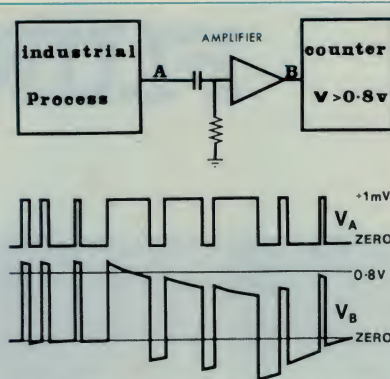 AMPLIFIER
industrial
Process
A
B
counter
V>0·8v
+1mV
VA
ZERO
0·8V
VB
ZERO